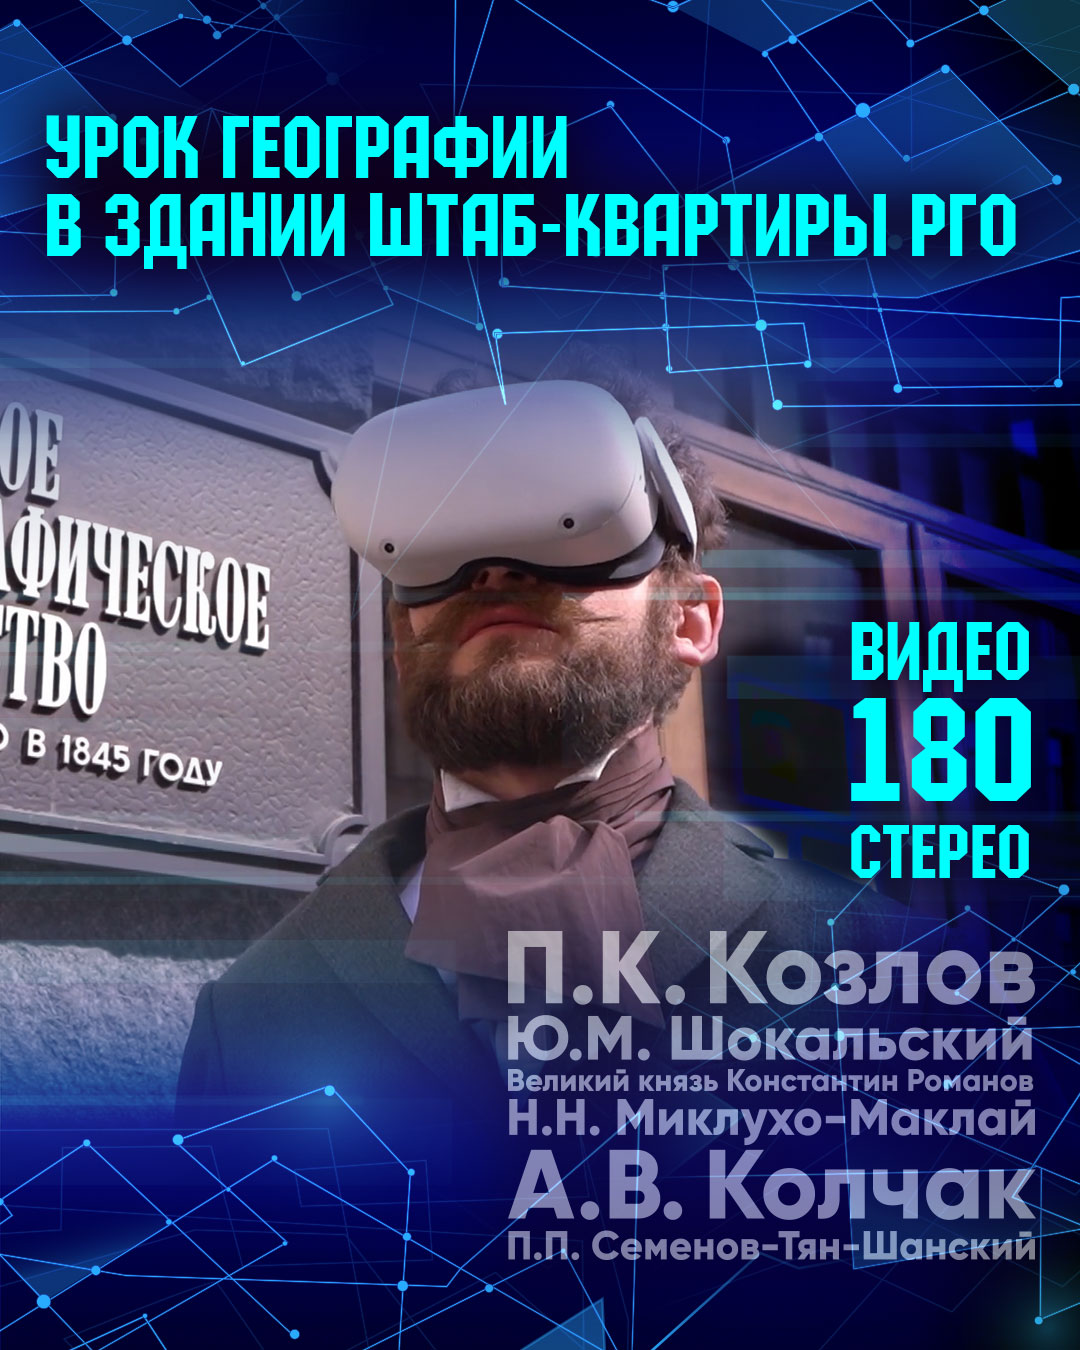 УРОК ГЕОГРАФИИ
В ЗДАНИИ ШТАБ-КВАРТИРЫ РГО
ОЕ
АФИЧЕСКОЕ
СТВО
О В 1845 ГОДУ
ВИДЕО
180
СТЕРЕО
П.К. Козлов
Ю.М. Шокальский
Великий князь Константин Романов
Н.Н. Миклухо-Маклай
А.В. Колчак
П.П. Семенов-Тян-Шанский